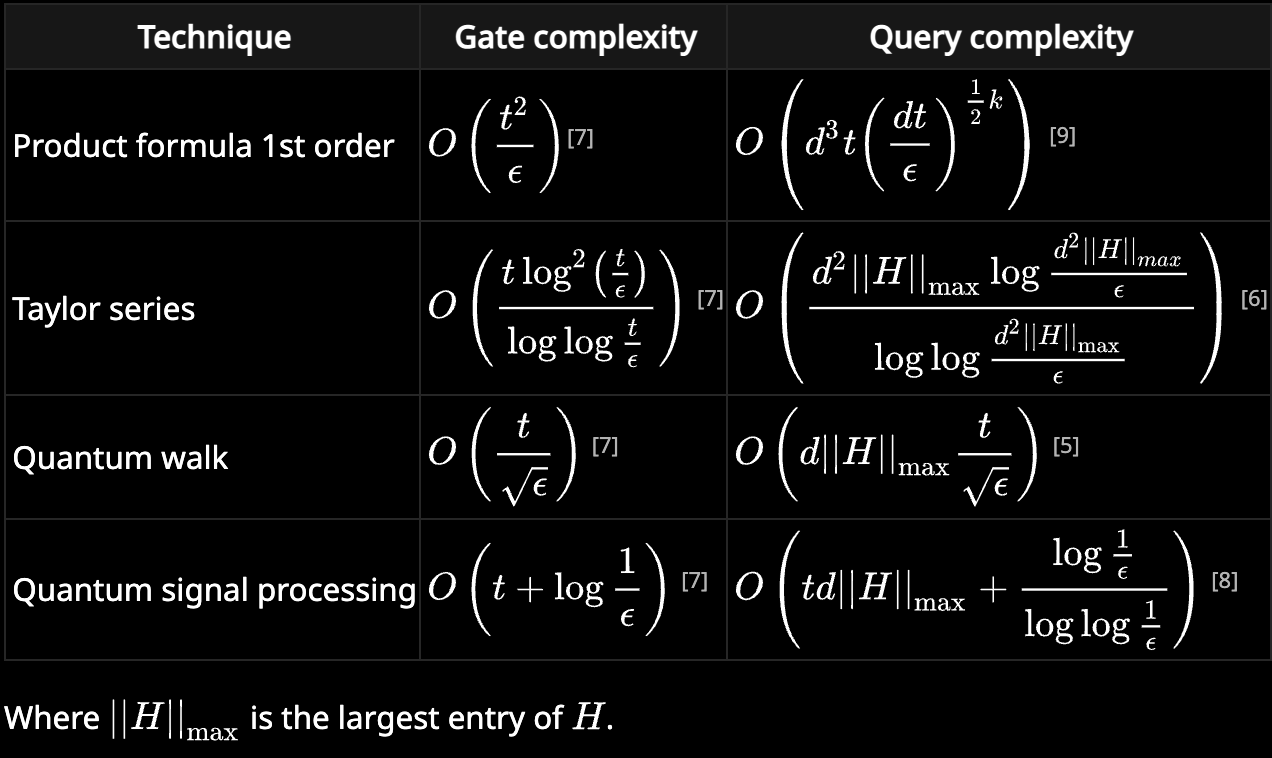 Technique Gate complexity Query complexity
Product formula 1st order $O\left(\frac{t^2}{\epsilon}\right)$ [7] $O\left(d^3t\left(\frac{dt}{\epsilon}\right)^{\frac{1}{2}k}\right)$ [9]
Taylor series $O\left(\frac{t\log^2\left(\frac{t}{\epsilon}\right)}{\log\log\frac{t}{\epsilon}}\right)$ [7] $O\left(\frac{d^2||H||_{\max}\log\frac{d^2||H||_{max}}{\epsilon}}{\log\log\frac{d^2||H||_{\max}}{\epsilon}}\right)$ [6]
Quantum walk $O\left(\frac{t}{\sqrt{\epsilon}}\right)$ [7] $O\left(d||H||_{\max}\frac{t}{\sqrt{\epsilon}}\right)$ [5]
Quantum signal processing $O\left(t+\log\frac{1}{\epsilon}\right)$ [7] $O\left(td||H||_{\max}+\frac{\log\frac{1}{\epsilon}}{\log\log\frac{1}{\epsilon}}\right)$ [8]
Where $||H||_{\max}$ is the largest entry of $H$.